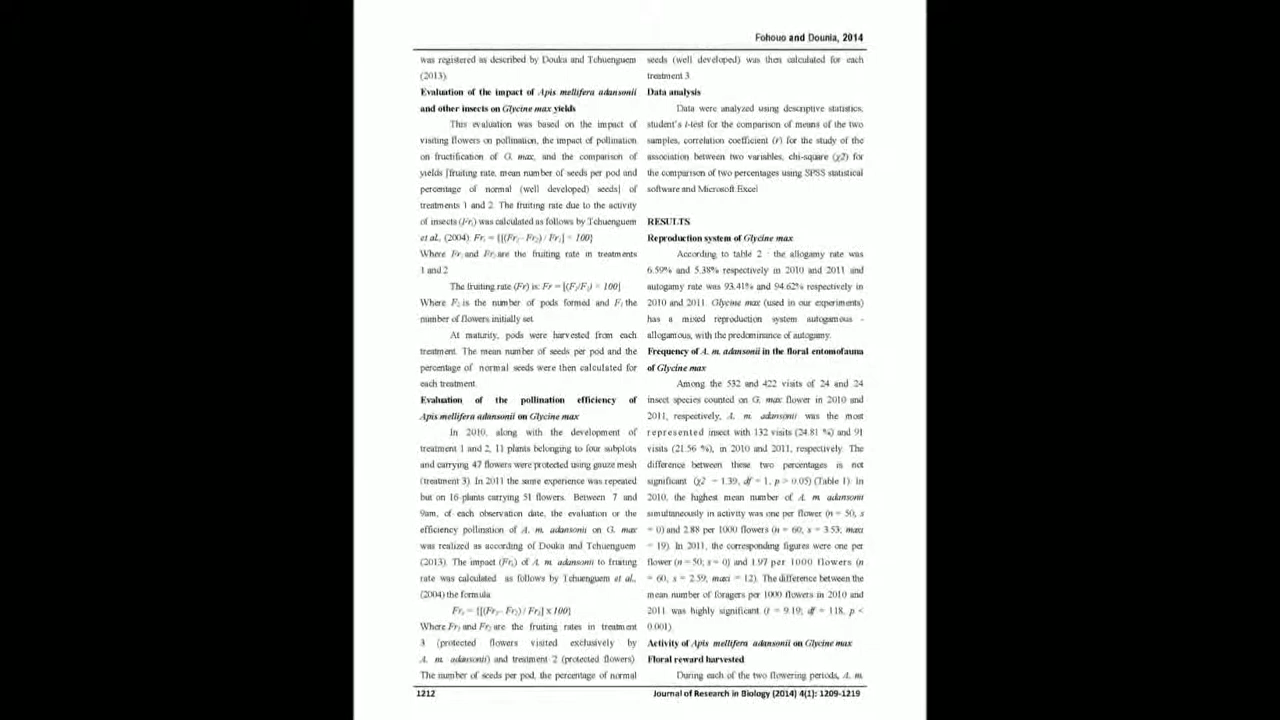 Fohouo and Dounia, 2014
was registered as described by Douka and Tchuenguem
(2013).
Evaluation of the impact of Apis mellifera adansonii
and other insects on Glycine max yields
This evaluation was based on the impact of
visiting flowers on pollination, the impact of pollination
on fructification of G. max, and the comparison of
yields [fruiting rate, mean number of seeds per pod and
percentage of normal (well developed) seeds] of
treatments 1 and 2. The fruiting rate due to the activity
of insects (Fri) was calculated as follows by Tchuenguem
et al., (2004). Fri = {[(Fr1– Fr2) / Fr1] × 100}
Where Fr1 and Fr2 are the fruiting rate in treatments
1 and 2
The fruiting rate (Fr) is: Fr = [(F2/F1) × 100]
Where F2 is the number of pods formed and F1 the
number of flowers initially set.
At maturity, pods were harvested from each
treatment. The mean number of seeds per pod and the
percentage of normal seeds were then calculated for
each treatment.
Evaluation of the pollination efficiency of
Apis mellifera adansonii on Glycine max
In 2010, along with the development of
treatment 1 and 2, 11 plants belonging to four subplots
and carrying 47 flowers were protected using gauze mesh
(treatment 3). In 2011 the same experience was repeated
but on 16 plants carrying 51 flowers. Between 7 and
9am, of each observation date, the evaluation or the
efficiency pollination of A. m. adansonii on G. max
was realized as according of Douka and Tchuenguem
(2013). The impact (Fra) of A. m. adansonii to fruiting
rate was calculated as follows by Tchuenguem et al.,
(2004) the formula
Fra = {[(Fr3– Fr2) / Fr3] x 100}
Where Fr3 and Fr2 are the fruiting rates in treatment
3 (protected flowers visited exclusively by
A. m. adansonii) and treatment 2 (protected flowers)
The number of seeds per pod, the percentage of normal
seeds (well developed) was then calculated for each
treatment 3
Data analysis
Data were analyzed using descriptive statistics,
student's t-test for the comparison of means of the two
samples, correlation coefficient (r) for the study of the
association between two variables, chi-square (χ2) for
the comparison of two percentages using SPSS statistical
software and Microsoft Excel
RESULTS
Reproduction system of Glycine max
According to table 2 the allogamy rate was
6.59% and 5.38% respectively in 2010 and 2011 and
autogamy rate was 93.41% and 94.62% respectively in
2010 and 2011. Glycine max (used in our experiments)
has a mixed reproduction system autogamous -
allogamous, with the predominance of autogamy.
Frequency of A. m. adansonii in the floral entomofauna
of Glycine max
Among the 532 and 422 visits of 24 and 24
insect species counted on G. max flower in 2010 and
2011, respectively, A. m. adansonii was the most
represented insect with 132 visits (24.81 %) and 91
visits (21.56 %), in 2010 and 2011, respectively. The
difference between these two percentages is not
significant (χ2 = 1.39, df = 1, p > 0.05) (Table 1). In
2010, the highest mean number of A. m. adansonii
simultaneously in activity was one per flower (n = 50, s
= 0) and 2.88 per 1000 flowers (n = 60, s = 3.53; maxi
= 19). In 2011, the corresponding figures were one per
flower (n = 50; s = 0) and 1.97 per 1000 flowers (n
= 60, s = 2.59, maxi = 12). The difference between the
mean number of foragers per 1000 flowers in 2010 and
2011 was highly significant (t = 9.19; df = 118, p <
0.001).
Activity of Apis mellifera adansonii on Glycine max
Floral reward harvested
During each of the two flowering periods, A. m.
1212
Journal of Research in Biology (2014) 4(1): 1209-1219